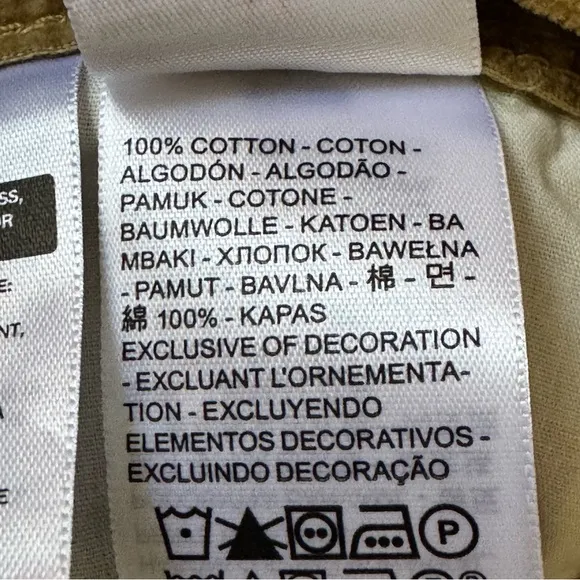 100% COTTON - COTON -
ALGODÓN - ALGODÃO -
PAMUK - COTONE -
BAUMWOLLE - KATOEN - BA
MBAKI - ХЛОПОК - BAWEŁNA
- PAMUT - BAVLNA - 棉 - 면 -
綿 100% - KAPAS
EXCLUSIVE OF DECORATION
- EXCLUANT L'ORNEMENTA-
TION - EXCLUYENDO
ELEMENTOS DECORATIVOS -
EXCLUINDO DECORAÇÃO
P